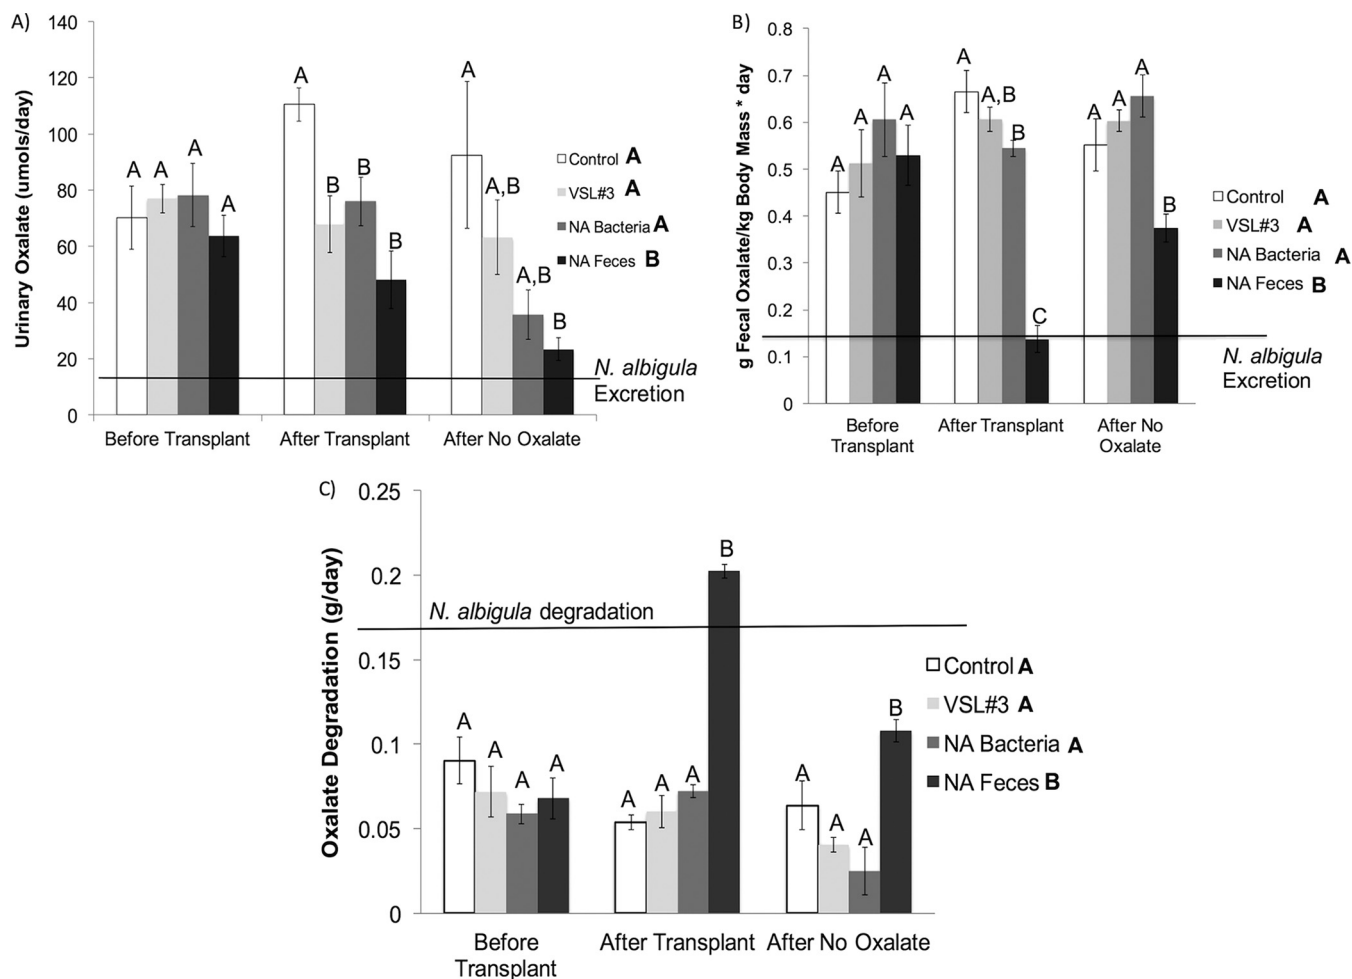 A)
Urinary Oxalate (umols/day)
140
120
100
80
60
40
20
0
A A A A
A B B B
A A,B A,B B
Control A
VSL#3 A
NA Bacteria A
NA Feces B
N. albigula
Excretion
Before Transplant After Transplant After No Oxalate
B)
g Fecal Oxalate/kg Body Mass * day
0.8
0.7
0.6
0.5
0.4
0.3
0.2
0.1
0
A A A A
A A,B B C
A A A B
Control A
VSL#3 A
NA Bacteria A
NA Feces B
N. albigula
Excretion
Before After Transplant After No
Transplant Oxalate
C)
Oxalate Degradation (g/day)
0.25
0.2
0.15
0.1
0.05
0
N. albigula degradation
A A A A
A A A B
A A A B
Control A
VSL#3 A
NA Bacteria A
NA Feces B
Before After Transplant After No Oxalate
Transplant